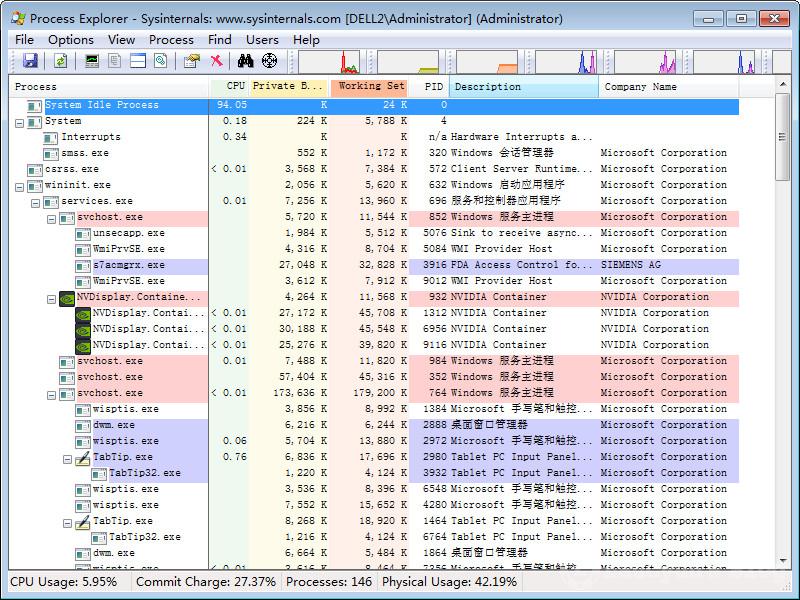 Process Explorer - Sysinternals: www.sysinternals.com [DELL2\Administrator] (Administrator)
File Options View Process Find Users Help
Process CPU Private B... Working Set PID Description Company Name
System Idle Process 94.05 K 24 K 0
System 0.18 224 K 5,788 K 4
Interrupts 0.34 K K n/a Hardware Interrupts a...
smss.exe 552 K 1,172 K 320 Windows 会话管理器 Microsoft Corporation
csrss.exe < 0.01 3,568 K 7,384 K 572 Client Server Runtime... Microsoft Corporation
wininit.exe 2,056 K 5,620 K 632 Windows 启动应用程序 Microsoft Corporation
services.exe 0.01 7,256 K 13,960 K 696 服务和控制器应用程序 Microsoft Corporation
svchost.exe 5,720 K 11,544 K 852 Windows 服务主进程 Microsoft Corporation
unsecapp.exe 1,984 K 5,512 K 5076 Sink to receive async... Microsoft Corporation
WmiPrvSE.exe 4,316 K 8,704 K 5084 WMI Provider Host Microsoft Corporation
s7acmgrx.exe 27,048 K 32,828 K 3916 FDA Access Control fo... SIEMENS AG
WmiPrvSE.exe 3,612 K 7,912 K 9012 WMI Provider Host Microsoft Corporation
NVDisplay.Containe... 4,264 K 11,568 K 932 NVIDIA Container NVIDIA Corporation
NVDisplay.Contai... < 0.01 27,172 K 45,708 K 1312 NVIDIA Container NVIDIA Corporation
NVDisplay.Contai... < 0.01 30,188 K 45,548 K 6956 NVIDIA Container NVIDIA Corporation
NVDisplay.Contai... < 0.01 25,276 K 39,820 K 9116 NVIDIA Container NVIDIA Corporation
svchost.exe 0.01 7,488 K 11,820 K 984 Windows 服务主进程 Microsoft Corporation
svchost.exe 57,404 K 45,316 K 352 Windows 服务主进程 Microsoft Corporation
svchost.exe < 0.01 173,636 K 179,200 K 764 Windows 服务主进程 Microsoft Corporation
wisptis.exe 3,856 K 8,992 K 1384 Microsoft 手写笔和触控... Microsoft Corporation
dwm.exe 6,216 K 6,244 K 2888 桌面窗口管理器 Microsoft Corporation
wisptis.exe 0.06 5,704 K 13,880 K 2972 Microsoft 手写笔和触控... Microsoft Corporation
TabTip.exe 0.76 6,836 K 17,696 K 2980 Tablet PC Input Panel... Microsoft Corporation
TabTip32.exe 1,220 K 4,124 K 3932 Tablet PC Input Panel... Microsoft Corporation
wisptis.exe 3,536 K 8,396 K 6548 Microsoft 手写笔和触控... Microsoft Corporation
wisptis.exe 7,552 K 15,652 K 4280 Microsoft 手写笔和触控... Microsoft Corporation
TabTip.exe 8,268 K 18,920 K 1464 Tablet PC Input Panel... Microsoft Corporation
TabTip32.exe 1,216 K 4,124 K 6764 Tablet PC Input Panel... Microsoft Corporation
dwm.exe 6,664 K 5,484 K 1864 桌面窗口管理器 Microsoft Corporation
wisptis.exe < 0.01 3,616 K 8,464 K 7356 Microsoft 手写笔和触控... Microsoft Corporation
CPU Usage: 5.95% Commit Charge: 27.37% Processes: 146 Physical Usage: 42.19%